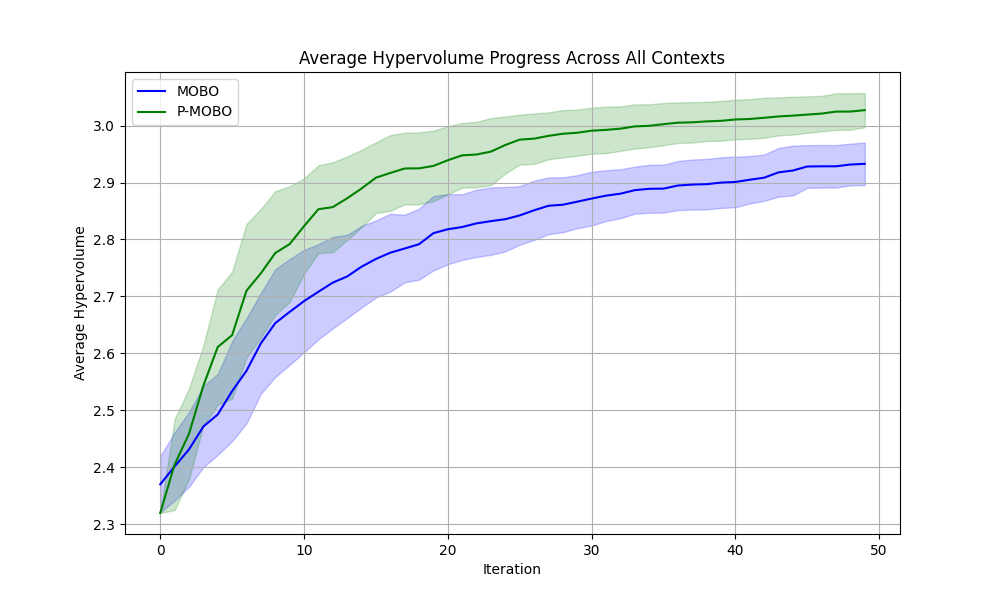 Average Hypervolume Progress Across All Contexts
MOBO
P-MOBO
Average Hypervolume
3.0
2.9
2.8
2.7
2.6
2.5
2.4
2.3
0 10 20 30 40 50
Iteration